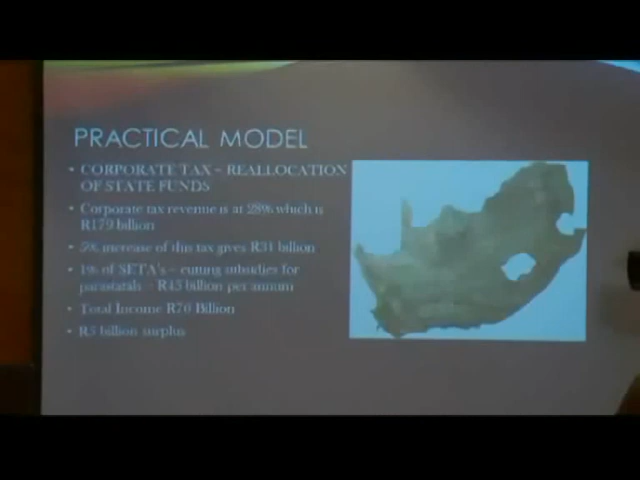 PRACTICAL MODEL
• CORPORATE TAX – REALLOCATION
OF STATE FUNDS
• Corporate tax revenue is at 28% which is
R179 billion
• 5% increase of this tax gives R31 billion
• 1% of SETA's – cutting subsidies for
parastatals – R45 billion per annum
• Total Income R76 Billion
• R5 billion surplus